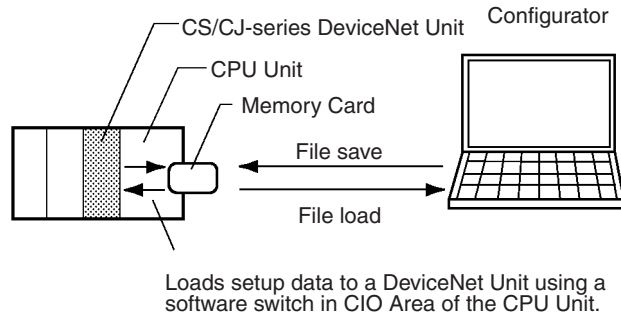 Configurator
CS/CJ-series DeviceNet Unit
CPU Unit
Memory Card
File save
File load
Loads setup data to a DeviceNet Unit using a
software switch in CIO Area of the CPU Unit.